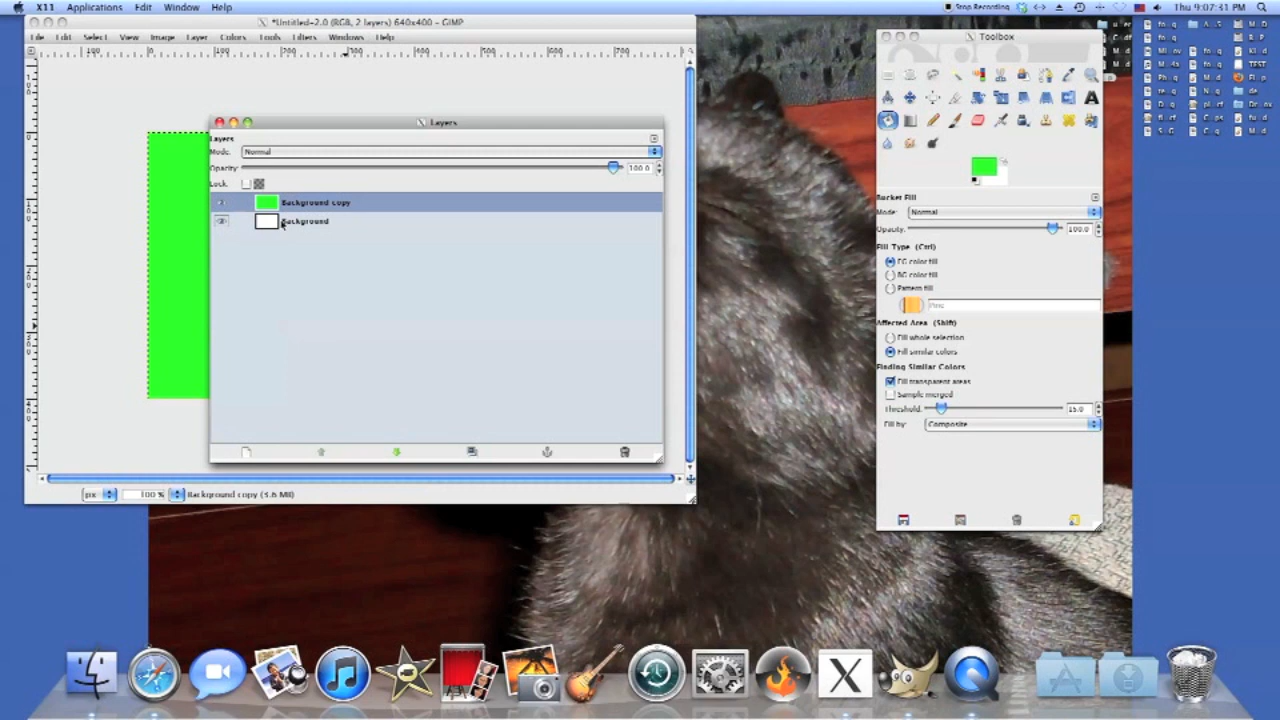 X11 Applications Edit Window Help
Stop Recording
Thu 9:07:31 PM
*Untitled-2.0 (RGB, 2 layers) 640x400 – GIMP
File Edit Select View Image Layer Colors Tools Filters Windows Help
Layers
Layers
Mode: Normal
Opacity: 100.0
Lock:
Background copy
Background
px 100 % Background copy (3.6 MB)
Toolbox
Bucket Fill
Mode: Normal
Opacity: 100.0
Fill Type (Ctrl)
FG color fill
BG color fill
Pattern fill
Pine
Affected Area (Shift)
Fill whole selection
Fill similar colors
Finding Similar Colors
Fill transparent areas
Sample merged
Threshold: 15.0
Fill by: Composite
TEST